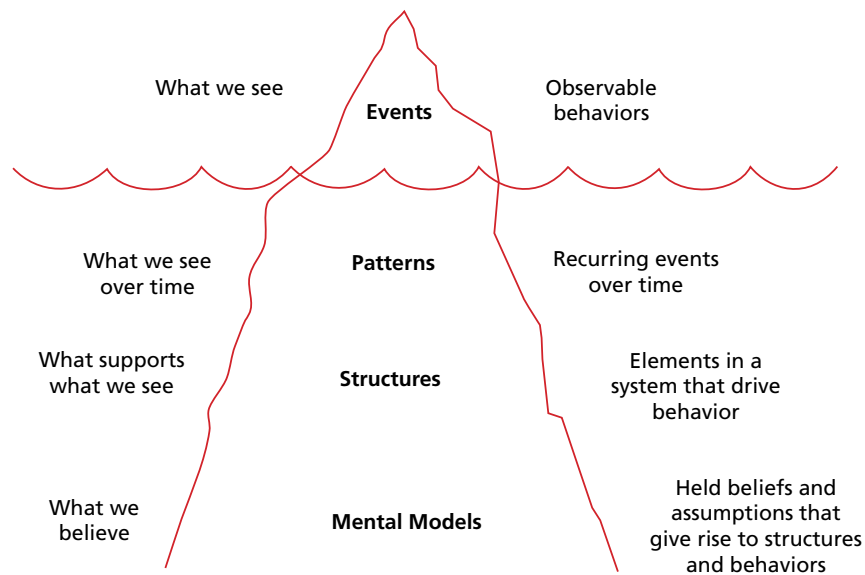 What we see
Events
Observable
behaviors
What we see
over time
Patterns
Recurring events
over time
What supports
what we see
Structures
Elements in a
system that drive
behavior
What we
believe
Mental Models
Held beliefs and
assumptions that
give rise to structures
and behaviors